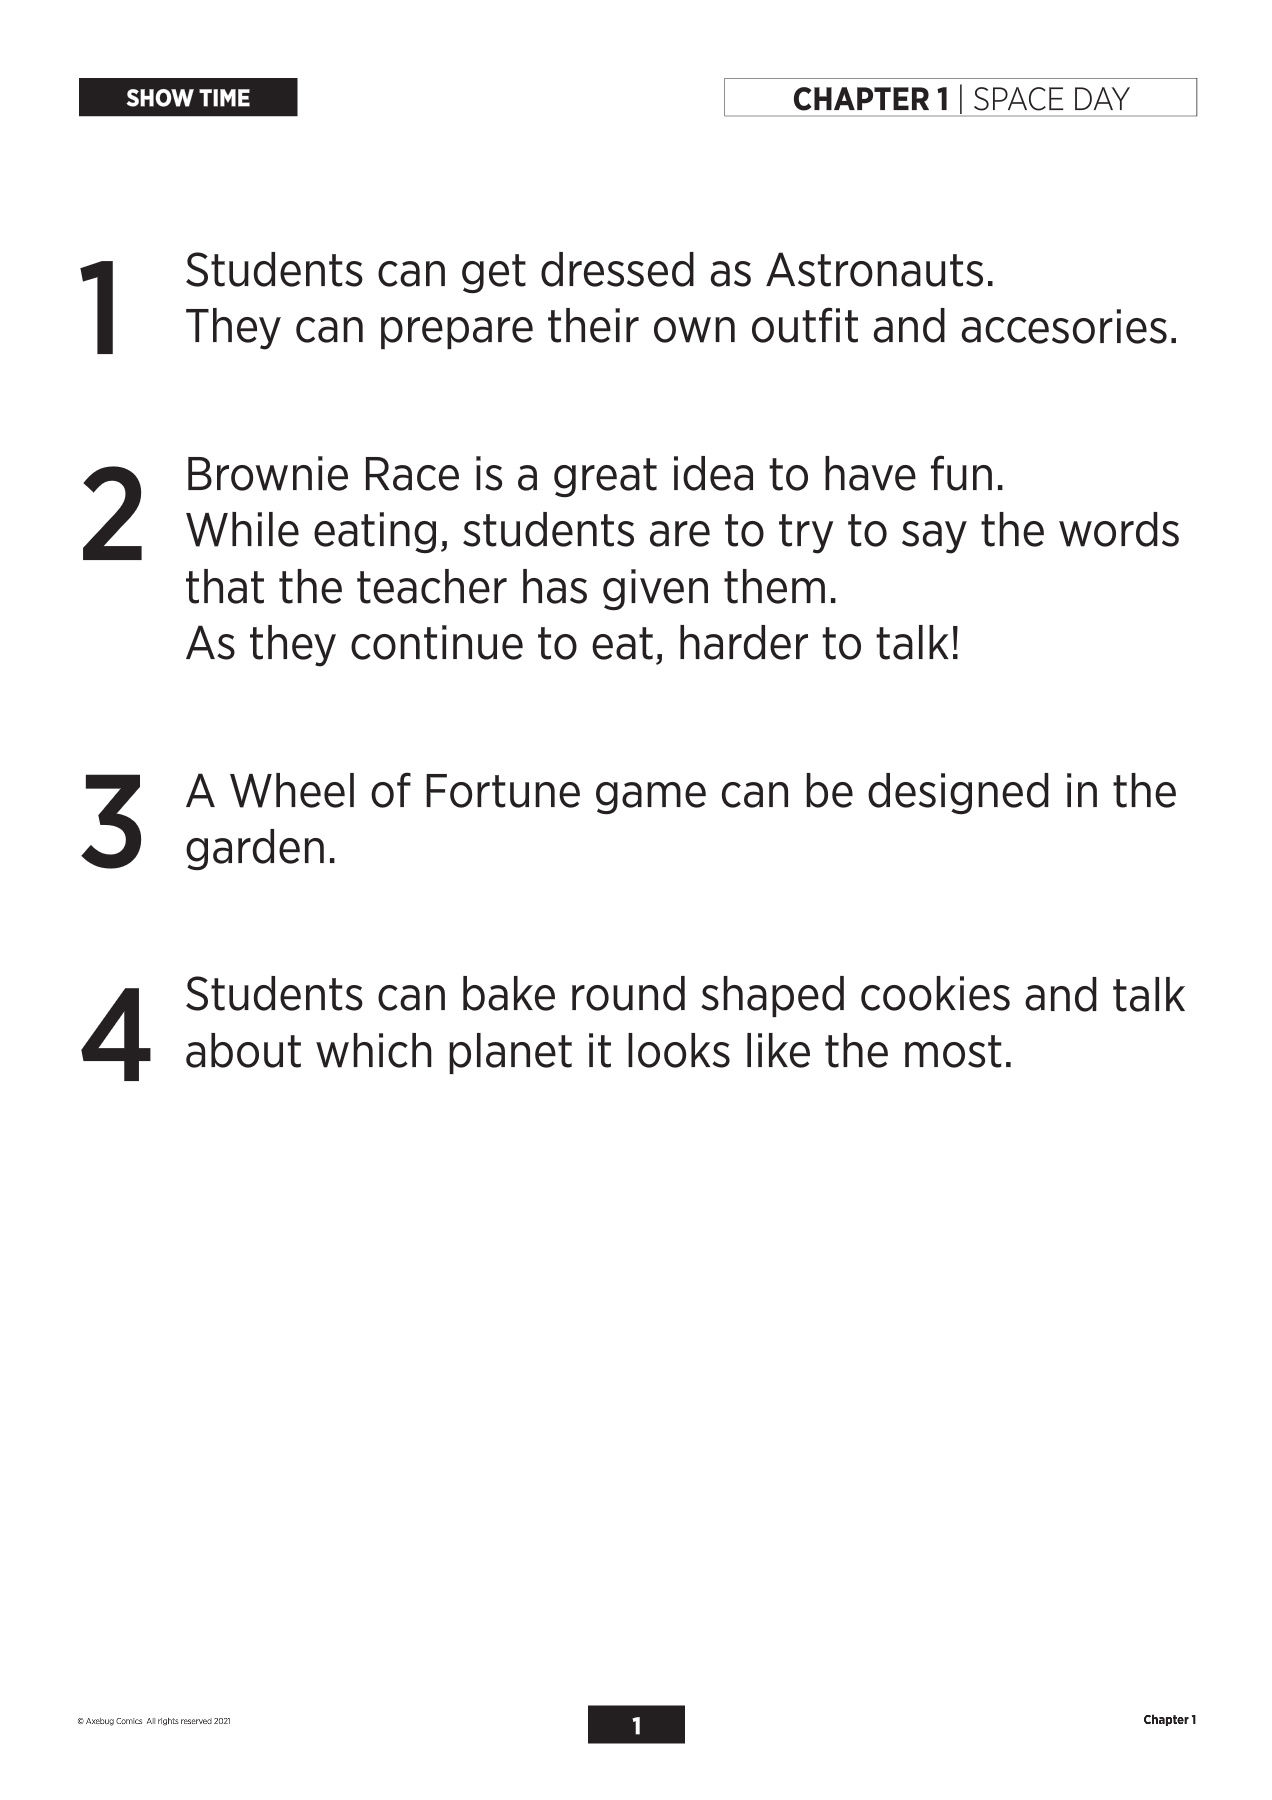 SHOW TIME
CHAPTER 1 | SPACE DAY
1
Students can get dressed as Astronauts.
They can prepare their own outfit and accesories.
2
Brownie Race is a great idea to have fun.
While eating, students are to try to say the words
that the teacher has given them.
As they continue to eat, harder to talk!
3
A Wheel of Fortune game can be designed in the
garden.
4
Students can bake round shaped cookies and talk
about which planet it looks like the most.
© Axebug Comics All rights reserved 2021
1
Chapter 1